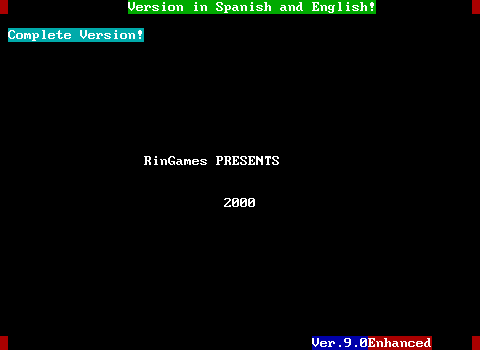 Version in Spanish and English!
Complete Version!
RinGames PRESENTS
2000
Ver.9.0Enhanced